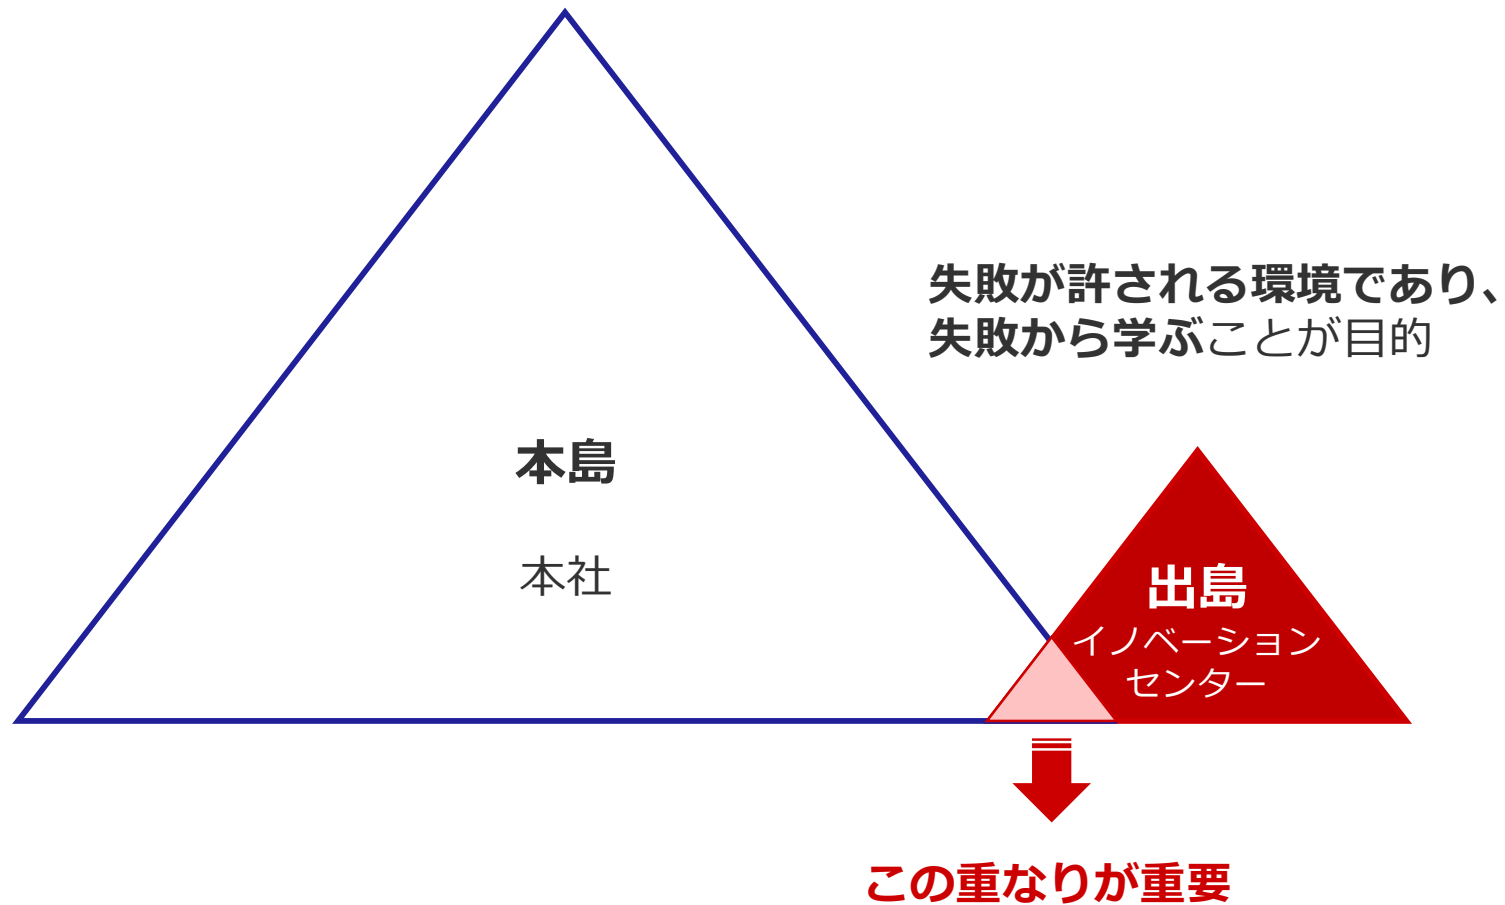 失敗が許される環境であり、
失敗から学ぶことが目的
本島
本社
出島
イノベーション
センター
この重なりが重要